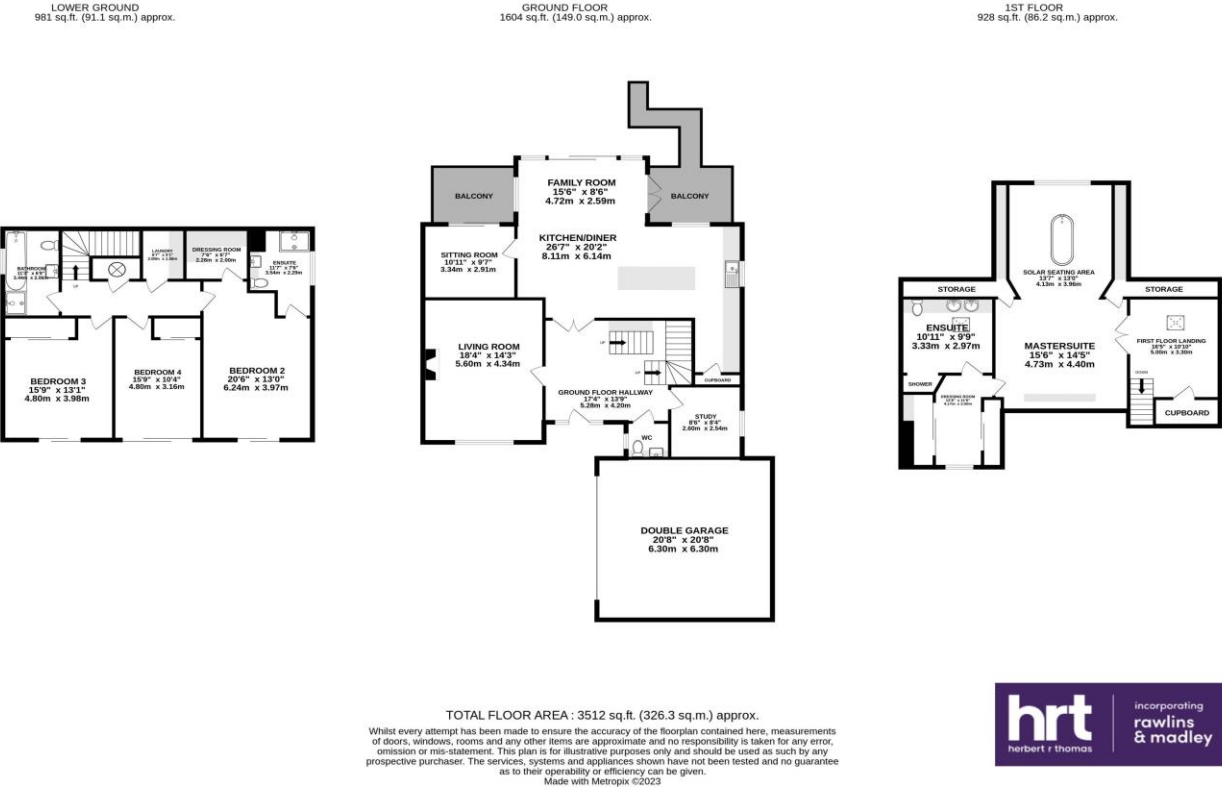 LOWER GROUND
981 sq.ft. (91.1 sq.m.) approx.
GROUND FLOOR
1604 sq.ft. (149.0 sq.m.) approx.
1ST FLOOR
928 sq.ft. (86.2 sq.m.) approx.
BATHROOM
UP
LAUNDRY
DRESSING ROOM
7'6" x 6'7"
2.28m x 2.00m
ENSUITE
11'7" x 7'6"
3.54m x 2.29m
BEDROOM 3
15'9" x 13'1"
4.80m x 3.98m
BEDROOM 4
15'9" x 10'4"
4.80m x 3.16m
BEDROOM 2
20'6" x 13'0"
6.24m x 3.97m
BALCONY
FAMILY ROOM
15'6" x 8'6"
4.72m x 2.59m
BALCONY
KITCHEN/DINER
26'7" x 20'2"
8.11m x 6.14m
SITTING ROOM
10'11" x 9'7"
3.34m x 2.91m
LIVING ROOM
18'4" x 14'3"
5.60m x 4.34m
UP
UP
CUPBOARD
GROUND FLOOR HALLWAY
17'4" x 13'9"
5.28m x 4.20m
STUDY
8'6" x 8'4"
2.60m x 2.54m
WC
DOUBLE GARAGE
20'8" x 20'8"
6.30m x 6.30m
SOLAR SEATING AREA
13'7" x 13'0"
4.13m x 3.96m
STORAGE
STORAGE
ENSUITE
10'11" x 9'9"
3.33m x 2.97m
MASTERSUITE
15'6" x 14'5"
4.73m x 4.40m
FIRST FLOOR LANDING
16'5" x 10'10"
5.00m x 3.30m
SHOWER
DRESSING ROOM
DOWN
CUPBOARD
TOTAL FLOOR AREA : 3512 sq.ft. (326.3 sq.m.) approx.
Whilst every attempt has been made to ensure the accuracy of the floorplan contained here, measurements
of doors, windows, rooms and any other items are approximate and no responsibility is taken for any error,
omission or mis-statement. This plan is for illustrative purposes only and should be used as such by any
prospective purchaser. The services, systems and appliances shown have not been tested and no guarantee
as to their operability or efficiency can be given.
Made with Metropix ©2023
hrt
herbert r thomas
incorporating
rawlins
& madley